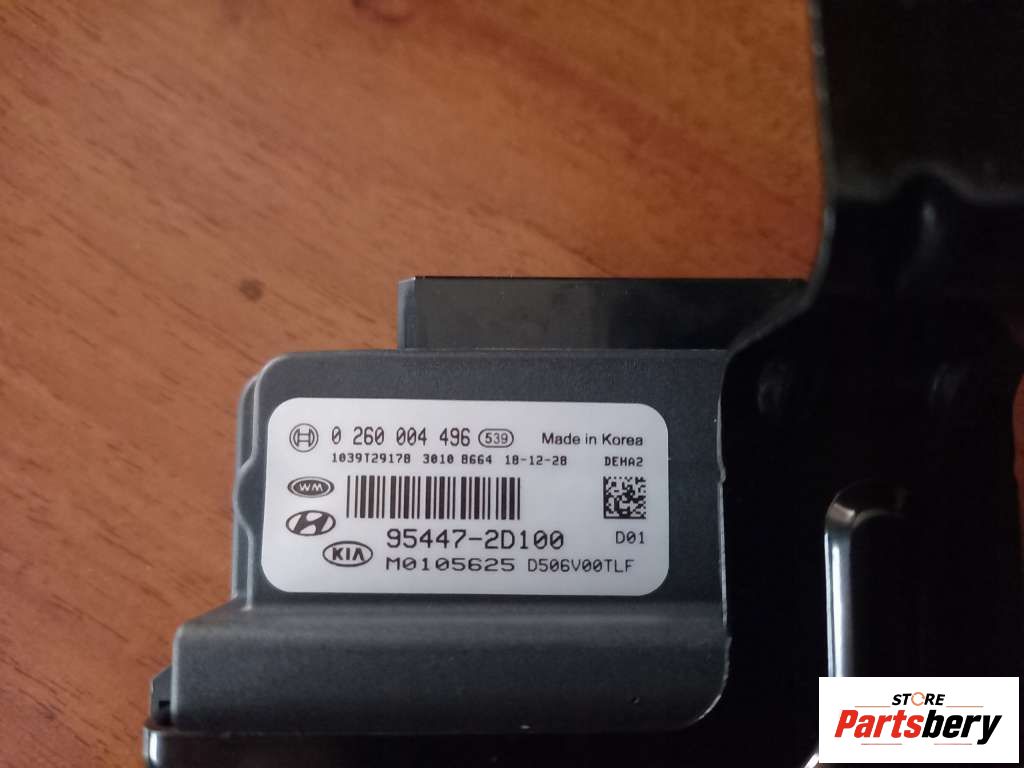 0 260 004 496 539 Made in Korea
1039T2917B 3010 8664 18-12-28 DEHA2
WM
95447-2D100 D01
KIA
M0105625 D506V00TLF
STORE
Partsbery